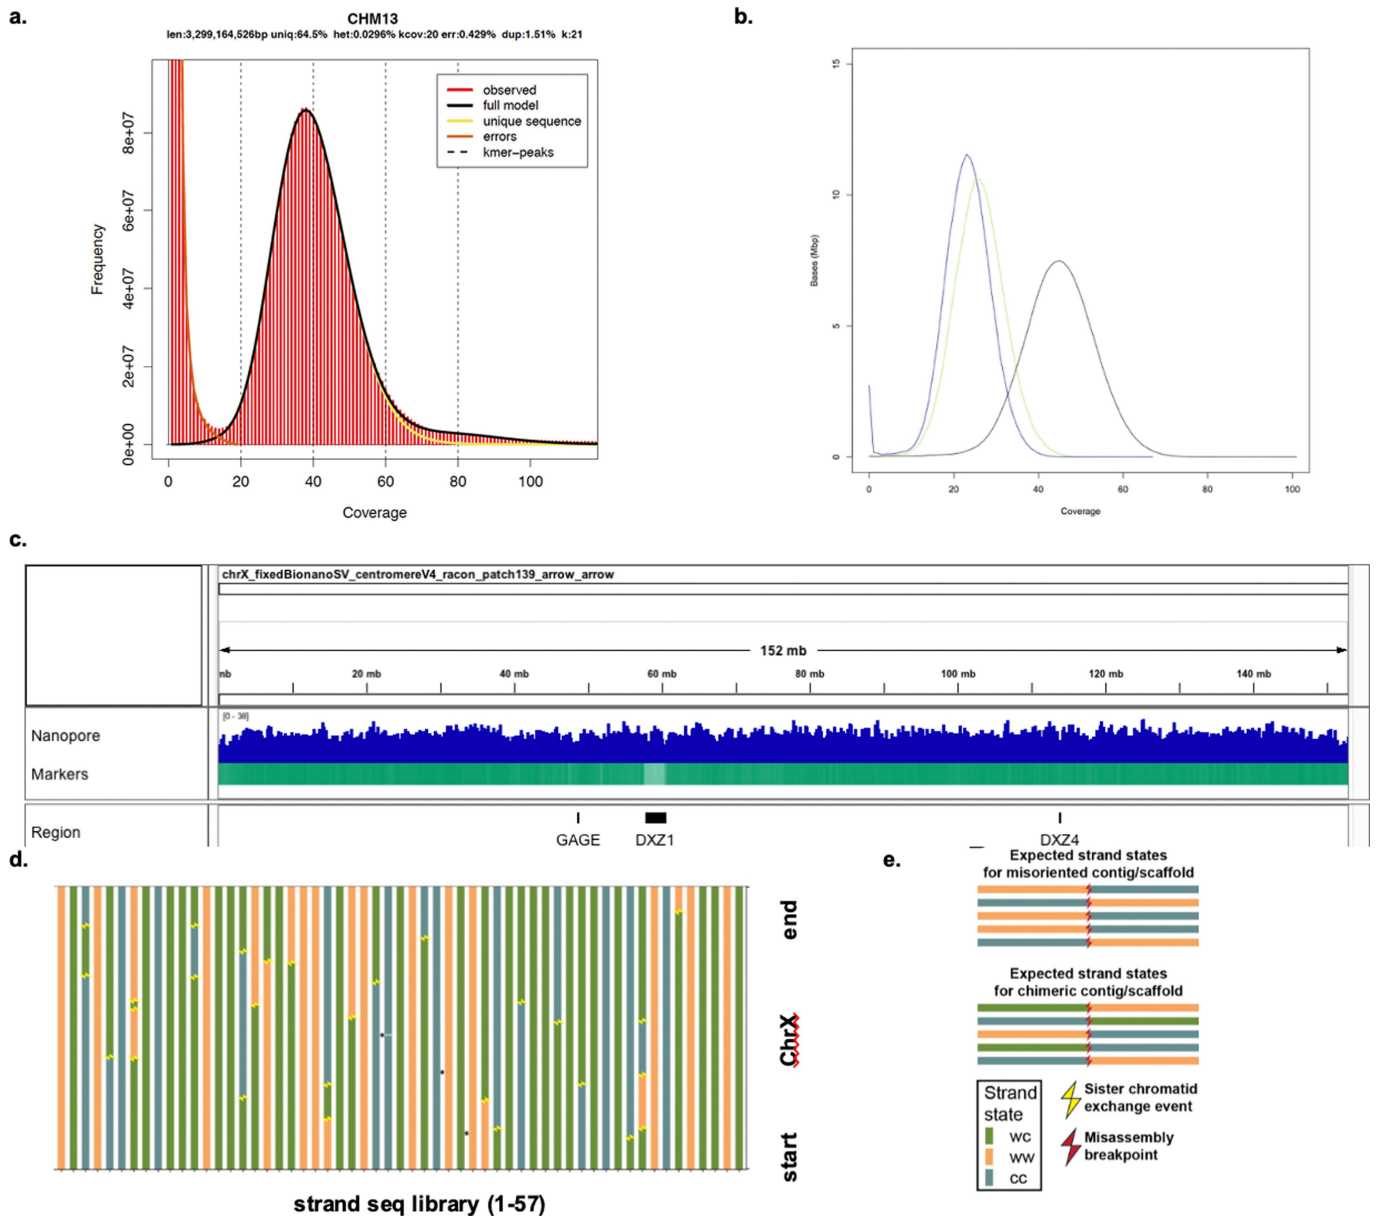 a.
CHM13
len:3,299,164,526bp uniq:64.5% het:0.0296% kcov:20 err:0.429% dup:1.51% k:21
observed
full model
unique sequence
errors
kmer-peaks
Frequency
0e+00 2e+07 4e+07 6e+07 8e+07
0 20 40 60 80 100
Coverage
b.
Bases (Mbp)
0 5 10 15
0 20 40 60 80 100
Coverage
c.
chrX_fixedBionanoSV_centromereV4_racon_patch139_arrow_arrow
152 mb
mb 20 mb 40 mb 60 mb 80 mb 100 mb 120 mb 140 mb
[0 - 38]
Nanopore
Markers
Region
GAGE DXZ1 DXZ4
d.
end
ChrX
start
strand seq library (1-57)
e.
Expected strand states
for misoriented contig/scaffold
Expected strand states
for chimeric contig/scaffold
Strand
state
WC
WW
CC
Sister chromatid
exchange event
Misassembly
breakpoint